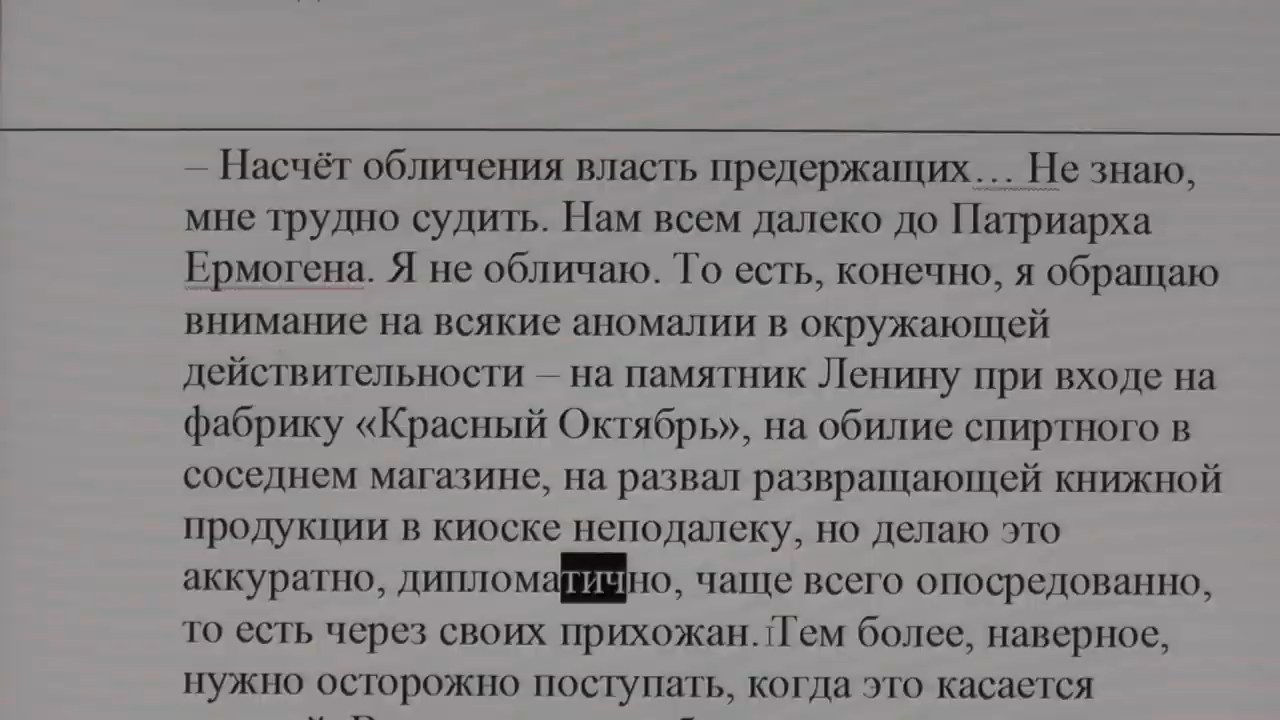 – Насчёт обличения власть предержащих… Не знаю,
мне трудно судить. Нам всем далеко до Патриарха
Ермогена. Я не обличаю. То есть, конечно, я обращаю
внимание на всякие аномалии в окружающей
действительности – на памятник Ленину при входе на
фабрику «Красный Октябрь», на обилие спиртного в
соседнем магазине, на развал развращающей книжной
продукции в киоске неподалеку, но делаю это
аккуратно, дипломатично, чаще всего опосредованно,
то есть через своих прихожан. Тем более, наверное,
нужно осторожно поступать, когда это касается